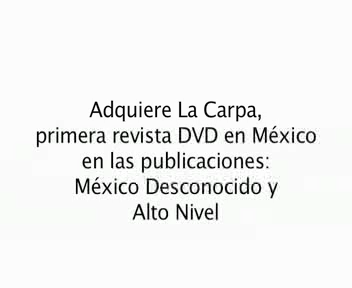 Adquiere La Carpa,
primera revista DVD en México
en las publicaciones:
México Desconocido y
Alto Nivel